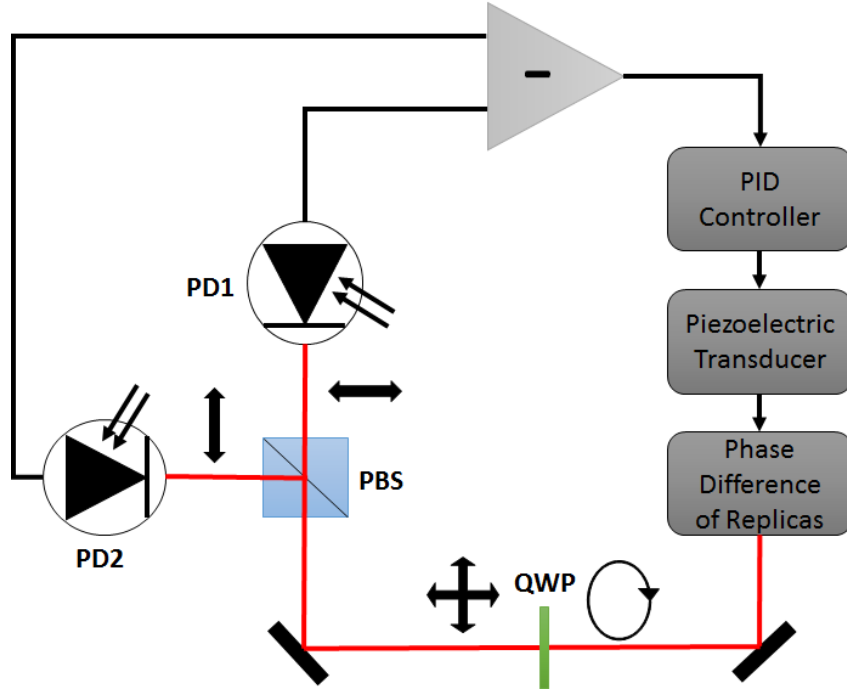 -
PID
Controller
PD1
Piezoelectric
Transducer
PBS
Phase
Difference
of Replicas
PD2
QWP